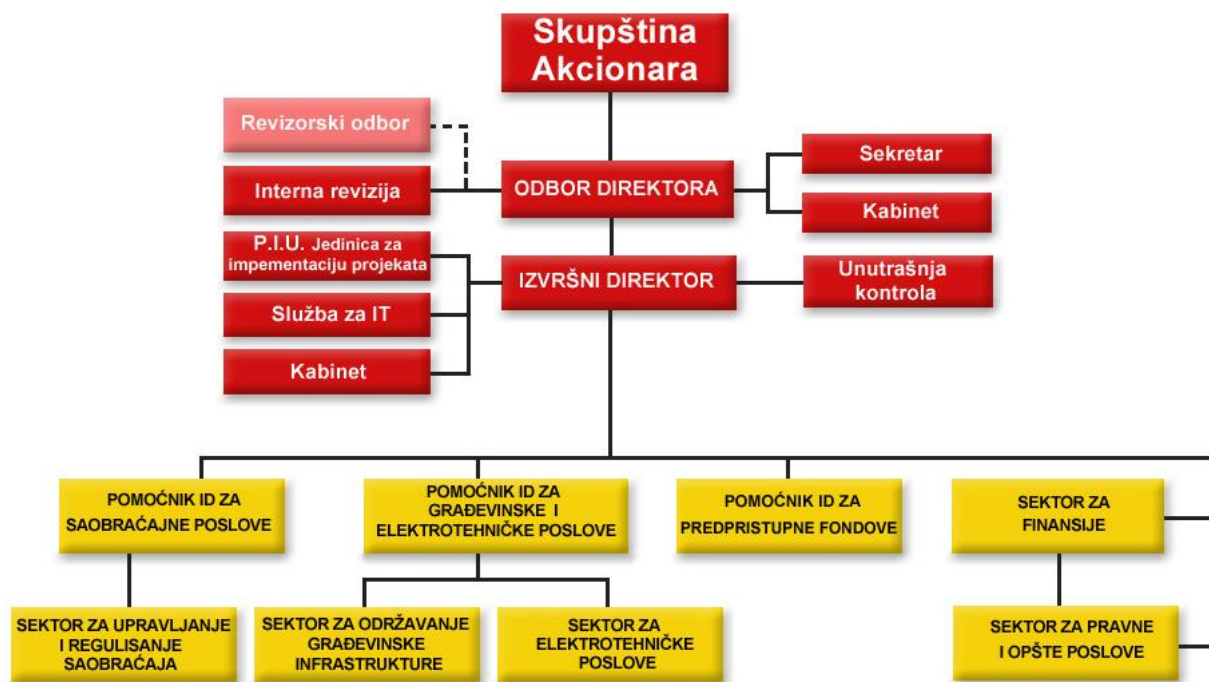 Skupština
Akcionara
Revizorski odbor
Interna revizija
ODBOR DIREKTORA
Sekretar
Kabinet
P.I.U. Jedinica za
impementaciju projekata
Služba za IT
Kabinet
IZVRŠNI DIREKTOR
Unutrašnja
kontrola
POMOĆNIK ID ZA
SAOBRAĆAJNE POSLOVE
POMOĆNIK ID ZA
GRAĐEVINSKE I
ELEKTROTEHNIČKE POSLOVE
POMOĆNIK ID ZA
PREDPRISTUPNE FONDOVE
SEKTOR ZA
FINANSIJE
SEKTOR ZA UPRAVLJANJE
I REGULISANJE
SAOBRAĆAJA
SEKTOR ZA ODRŽAVANJE
GRAĐEVINSKE
INFRASTRUKTURE
SEKTOR ZA
ELEKTROTEHNIČKE
POSLOVE
SEKTOR ZA PRAVNE
I OPŠTE POSLOVE